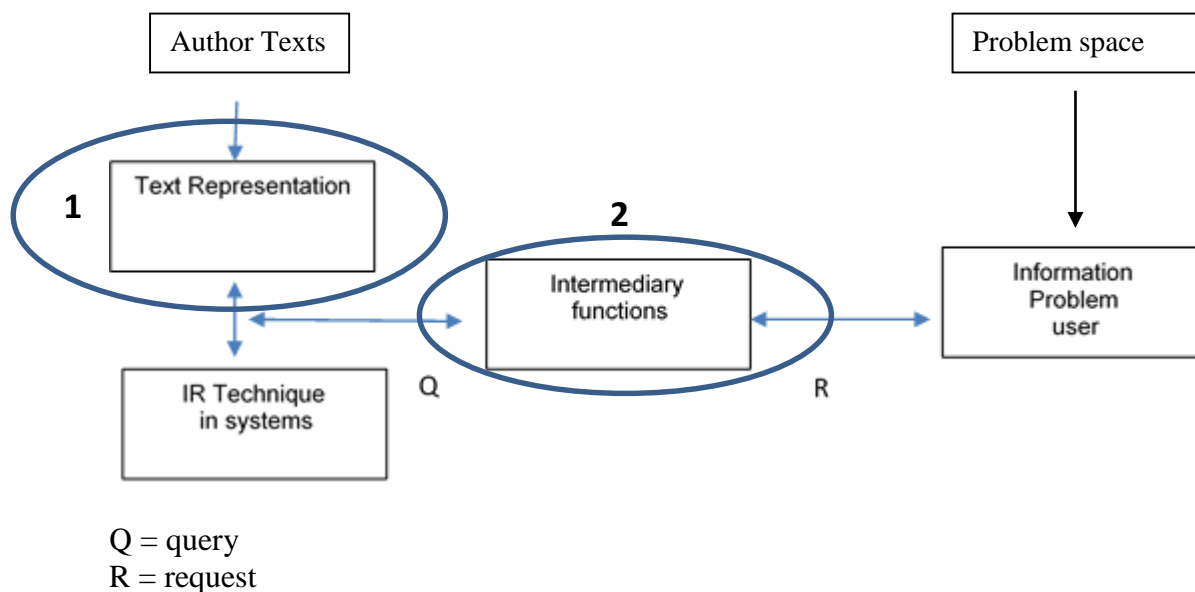 Author Texts
Problem space
Text Representation
1
2
Intermediary
functions
Information
Problem
user
IR Technique
in systems
Q
R
Q = query
R = request